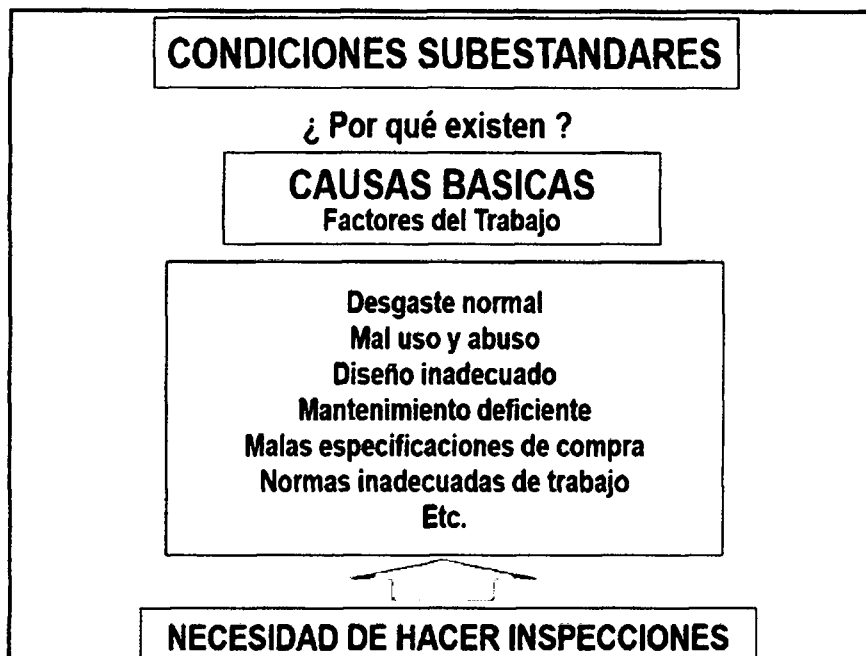 CONDICIONES SUBESTANDARES
¿ Por qué existen ?
CAUSAS BASICAS
Factores del Trabajo
Desgaste normal
Mal uso y abuso
Diseño inadecuado
Mantenimiento deficiente
Malas especificaciones de compra
Normas inadecuadas de trabajo
Etc.
NECESIDAD DE HACER INSPECCIONES